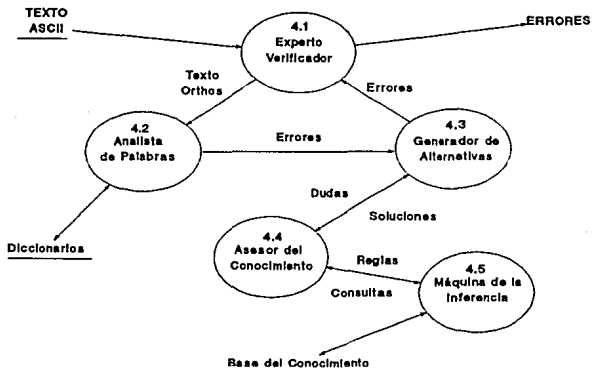 TEXTO
ASCII
ERRORES
4.1
Experto
Verificador
Texto
Orthos
Errores
4.2
Analista
de Palabras
Errores
4.3
Generador de
Alternativas
Dudas
Soluciones
Diccionarios
4.4
Asesor del
Conocimiento
Reglas
Consultas
4.5
Máquina de la
Inferencia
Base del Conocimiento